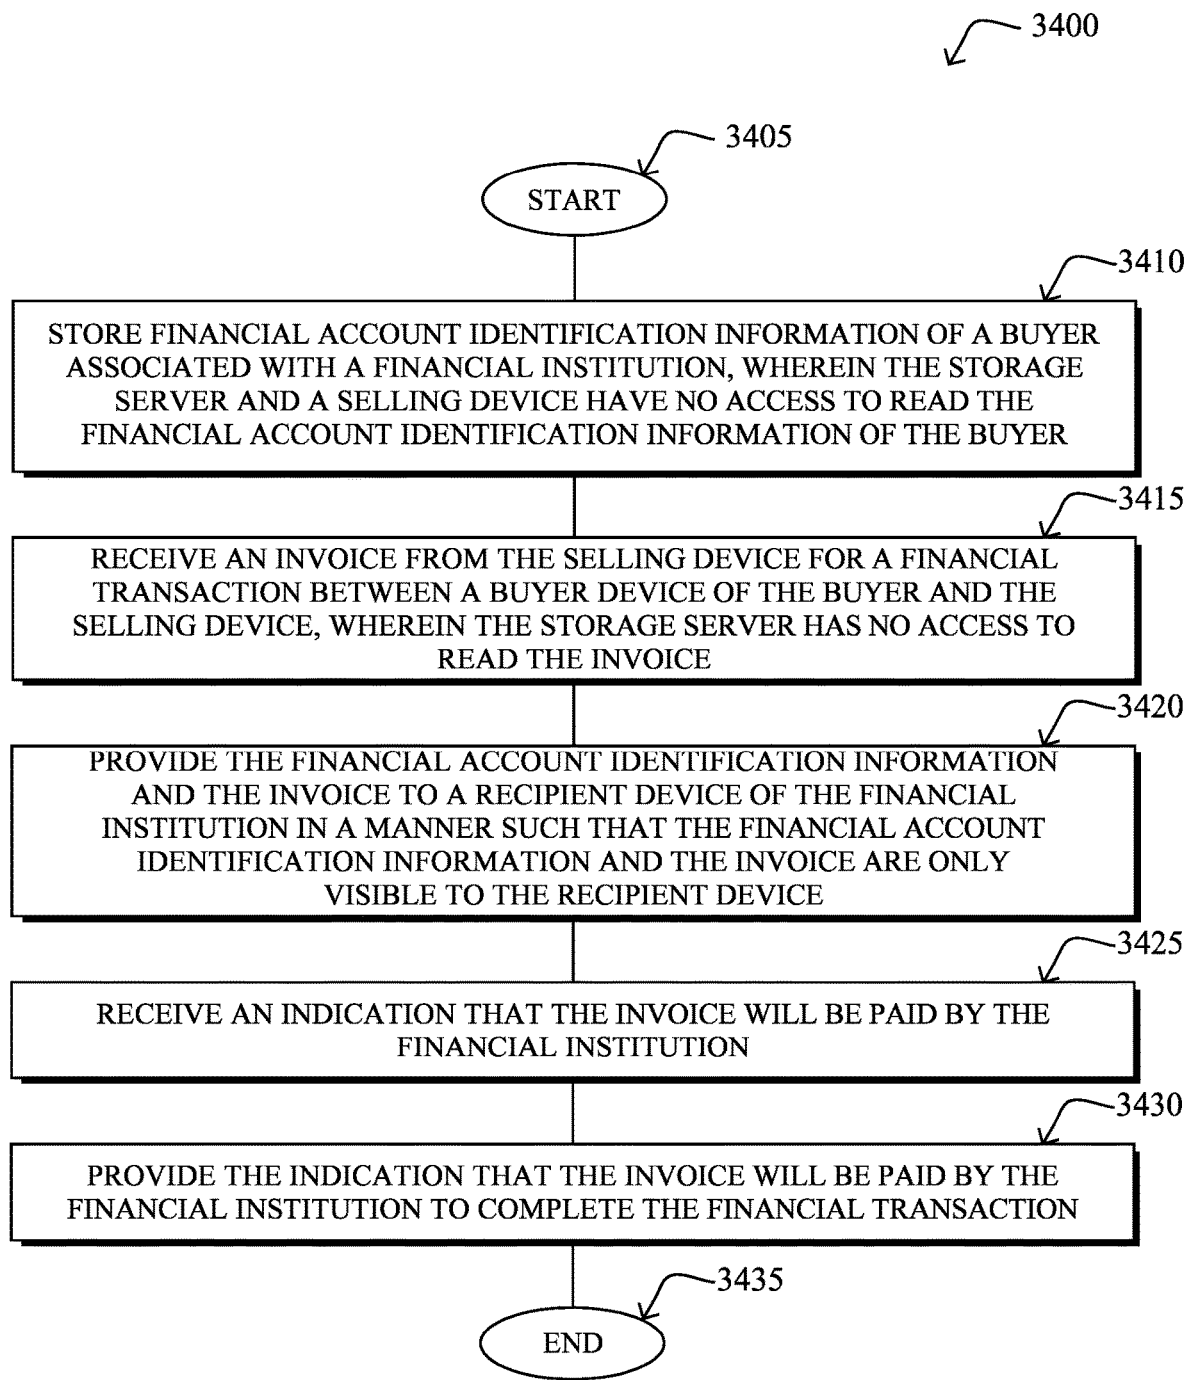 3400
3405
START
3410
STORE FINANCIAL ACCOUNT IDENTIFICATION INFORMATION OF A BUYER
ASSOCIATED WITH A FINANCIAL INSTITUTION, WHEREIN THE STORAGE
SERVER AND A SELLING DEVICE HAVE NO ACCESS TO READ THE
FINANCIAL ACCOUNT IDENTIFICATION INFORMATION OF THE BUYER
3415
RECEIVE AN INVOICE FROM THE SELLING DEVICE FOR A FINANCIAL
TRANSACTION BETWEEN A BUYER DEVICE OF THE BUYER AND THE
SELLING DEVICE, WHEREIN THE STORAGE SERVER HAS NO ACCESS TO
READ THE INVOICE
3420
PROVIDE THE FINANCIAL ACCOUNT IDENTIFICATION INFORMATION
AND THE INVOICE TO A RECIPIENT DEVICE OF THE FINANCIAL
INSTITUTION IN A MANNER SUCH THAT THE FINANCIAL ACCOUNT
IDENTIFICATION INFORMATION AND THE INVOICE ARE ONLY
VISIBLE TO THE RECIPIENT DEVICE
3425
RECEIVE AN INDICATION THAT THE INVOICE WILL BE PAID BY THE
FINANCIAL INSTITUTION
3430
PROVIDE THE INDICATION THAT THE INVOICE WILL BE PAID BY THE
FINANCIAL INSTITUTION TO COMPLETE THE FINANCIAL TRANSACTION
3435
END